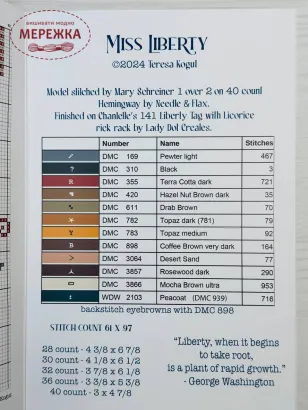 вишивати модно
МЕРЕЖКА
MISS LIBERTY
©2024 Teresa Kogut
Model stitched by Mary Schreiner 1 over 2 on 40 count
Hemingway by Needle & Flax.
Finished on Chantelle's 141 Liberty Tag with Licorice
rick rack by Lady Dot Creates.
Number Name Stitches
DMC 169 Pewter light 467
DMC 310 Black 3
DMC 355 Terra Cotta dark 721
DMC 420 Hazel Nut Brown dark 35
DMC 611 Drab Brown 70
DMC 782 Topaz dark (781) 79
DMC 783 Topaz medium 92
DMC 898 Coffee Brown very dark 164
DMC 3064 Desert Sand 77
DMC 3857 Rosewood dark 290
DMC 3866 Mocha Brown ultra 953
WDW 2103 Peacoat (DMC 939) 716
backstitch eyebrows with DMC 898
STITCH COUNT 61 X 97
28 count - 4 3/8 x 6 7/8
30 count - 4 1/8 x 6 1/2
32 count - 3 7/8 x 6 1/8
36 count - 3 3/8 x 5 3/8
40 count - 3 x 4 7/8
"Liberty, when it begins
to take root,
is a plant of rapid growth."
- George Washington